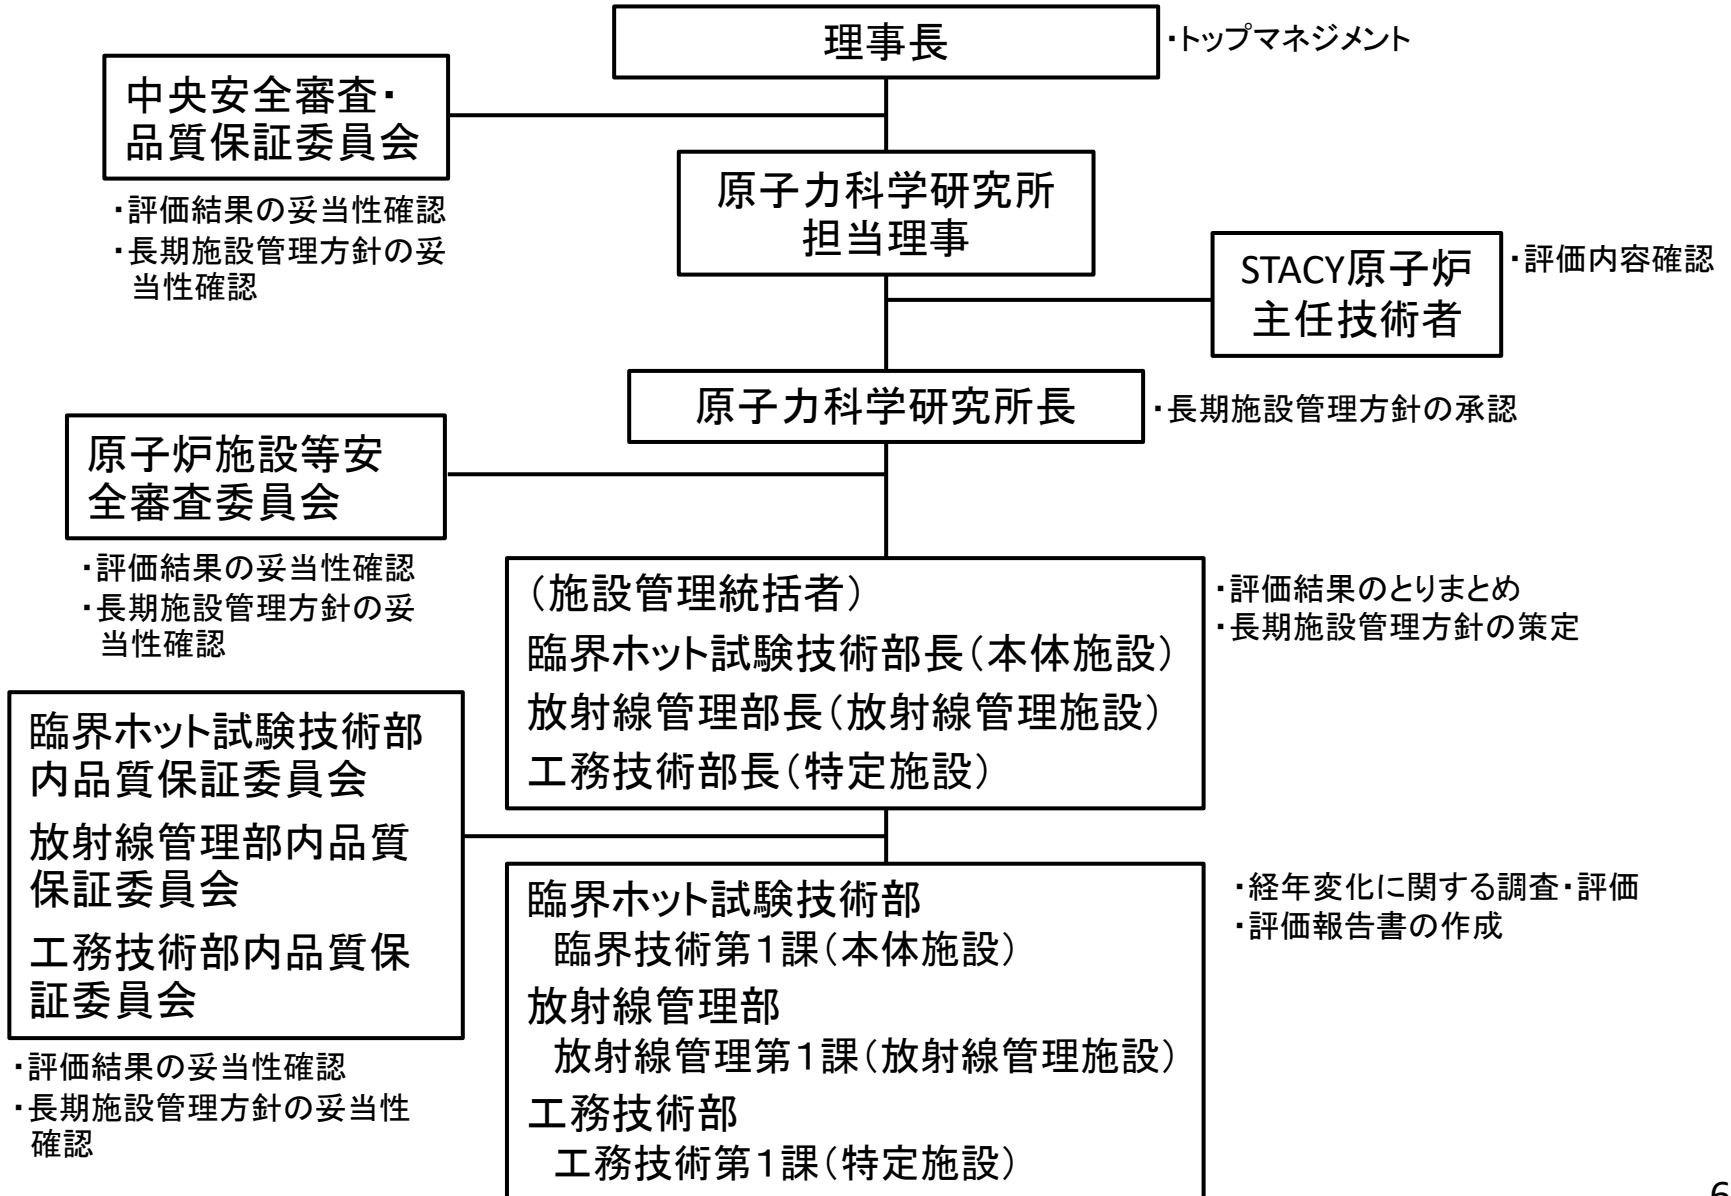 理事長
・トップマネジメント
中央安全審査・
品質保証委員会
・評価結果の妥当性確認
・長期施設管理方針の妥
当性確認
原子力科学研究所
担当理事
STACY原子炉
主任技術者
・評価内容確認
原子力科学研究所長
・長期施設管理方針の承認
原子炉施設等安
全審査委員会
・評価結果の妥当性確認
・長期施設管理方針の妥
当性確認
（施設管理統括者）
臨界ホット試験技術部長（本体施設）
放射線管理部長（放射線管理施設）
工務技術部長（特定施設）
・評価結果のとりまとめ
・長期施設管理方針の策定
臨界ホット試験技術部
内品質保証委員会
放射線管理部内品質
保証委員会
工務技術部内品質保
証委員会
・評価結果の妥当性確認
・長期施設管理方針の妥当性
確認
臨界ホット試験技術部
臨界技術第１課（本体施設）
放射線管理部
放射線管理第１課（放射線管理施設）
工務技術部
工務技術第１課（特定施設）
・経年変化に関する調査・評価
・評価報告書の作成
6